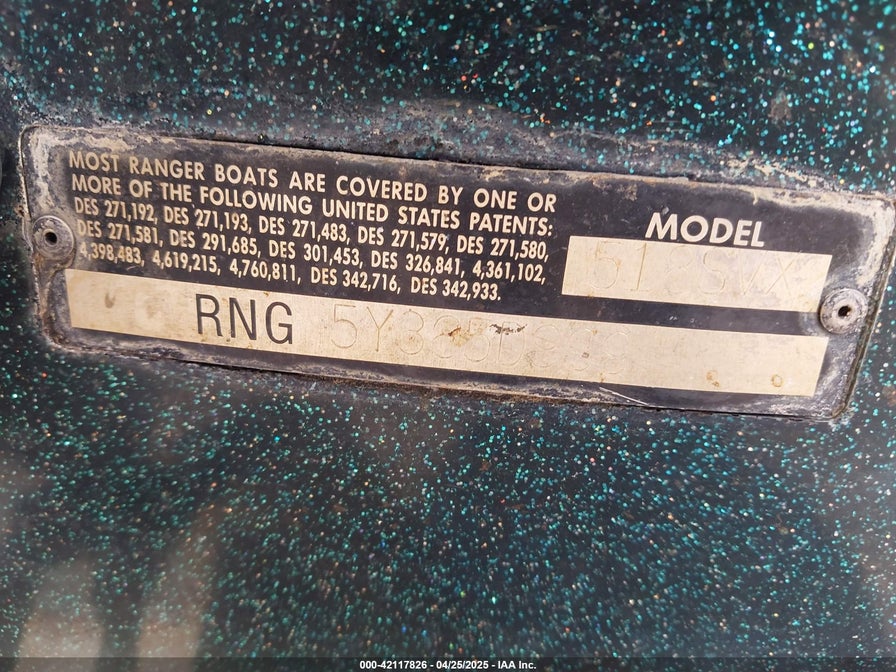 MOST RANGER BOATS ARE COVERED BY ONE OR
MORE OF THE FOLLOWING UNITED STATES PATENTS:
DES 271,192, DES 271,193, DES 271,483, DES 271,579, DES 271,580,
DES 271,581, DES 291,685, DES 301,453, DES 326,841, 4,361,102,
4,398,483, 4,619,215, 4,760,811, DES 342,716, DES 342,933.
MODEL
RNG
000-42117826 - 04/25/2025 - IAA Inc.